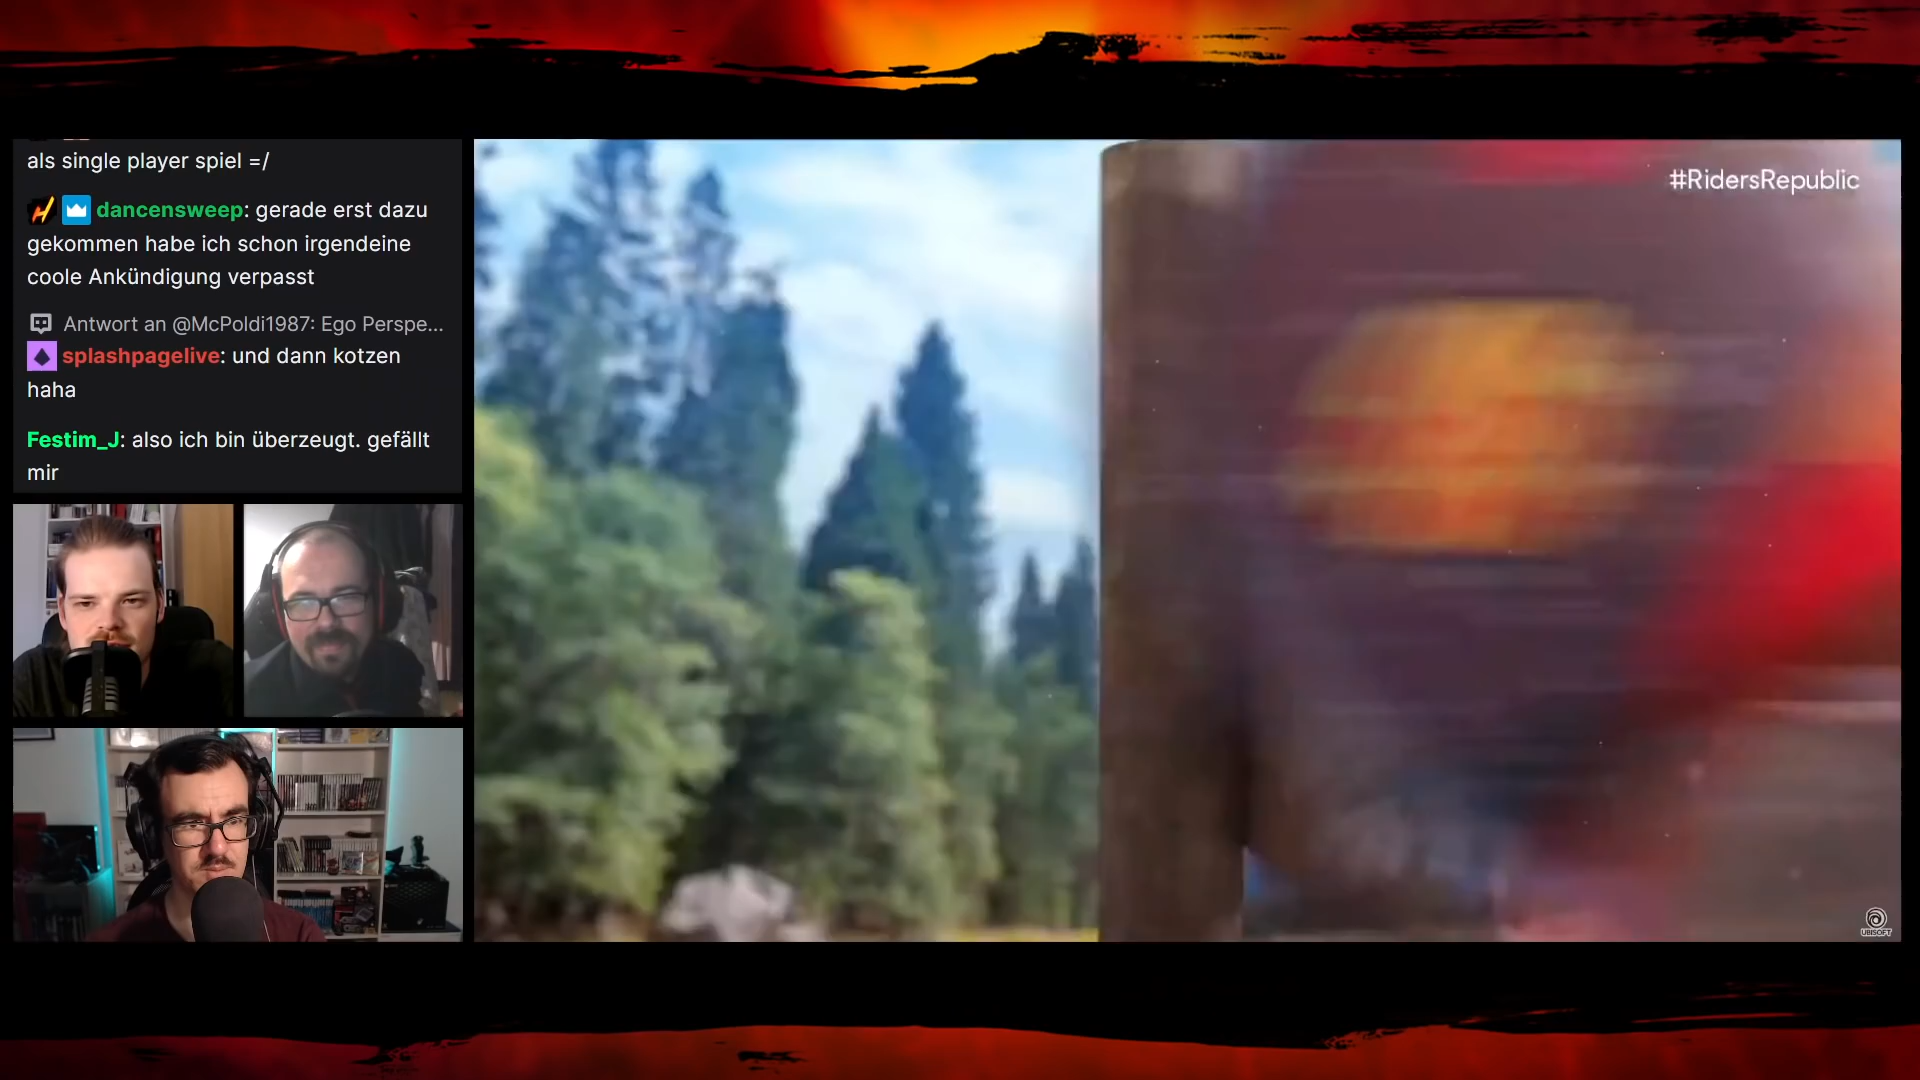 als single player spiel =/
dancensweep: gerade erst dazu
gekommen habe ich schon irgendeine
coole Ankündigung verpasst
Antwort an @McPoldi1987: Ego Perspe...
splashpagelive: und dann kotzen
haha
Festim_J: also ich bin überzeugt. gefällt
mir
#RidersRepublic
UBISOFT